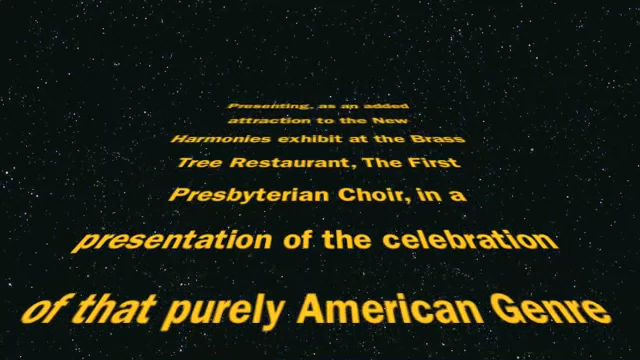 Presenting, as an added
attraction to the New
Harmonies exhibit at the Brass
Tree Restaurant, The First
Presbyterian Choir, in a
presentation of the celebration
of that purely American Genre